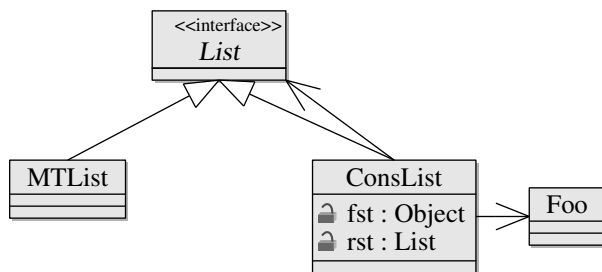 <<interface>>
List
MTList
ConsList
fst : Object
rst : List
Foo